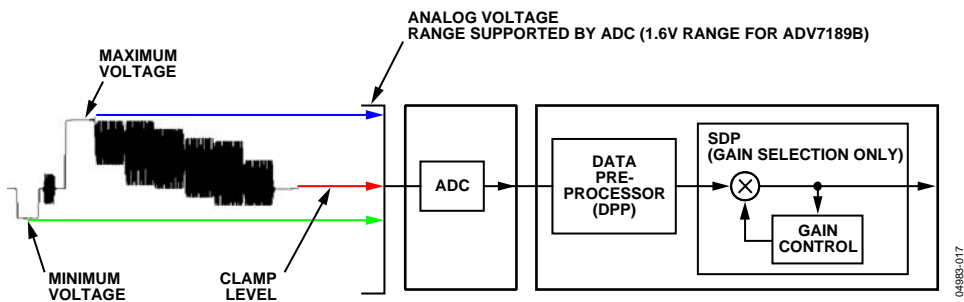 ANALOG VOLTAGE
RANGE SUPPORTED BY ADC (1.6V RANGE FOR ADV7189B)
MAXIMUM
VOLTAGE
SDP
(GAIN SELECTION ONLY)
ADC
DATA
PRE-
PROCESSOR
(DPP)
GAIN
CONTROL
MINIMUM
VOLTAGE
CLAMP
LEVEL
04983-017